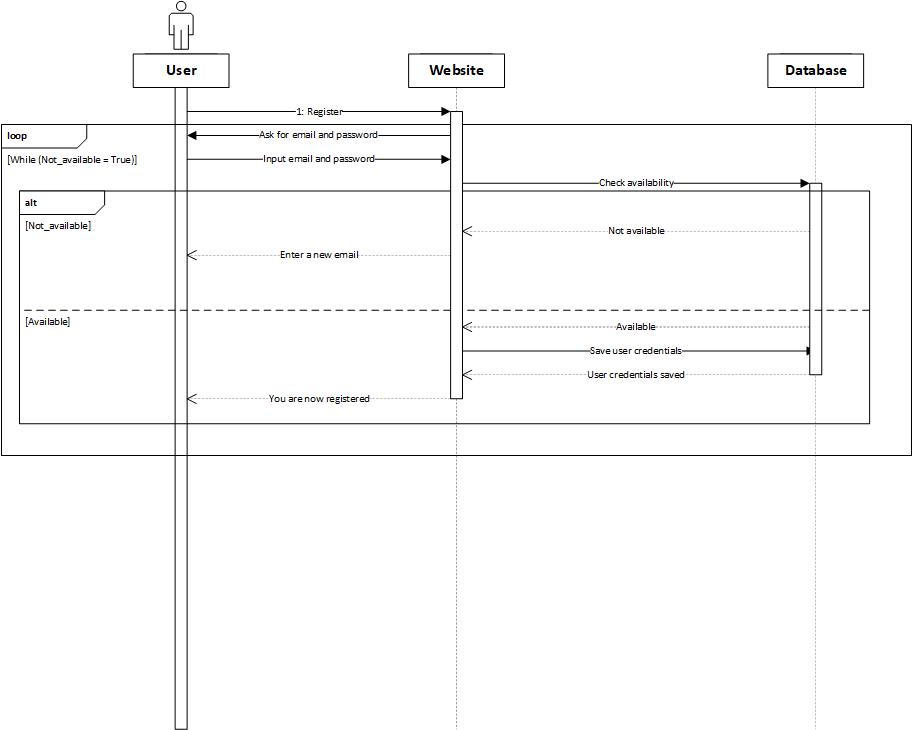 User
Website
Database
1: Register
loop
Ask for email and password
[While (Not_available = True)]
Input email and password
Check availability
alt
[Not_available]
Not available
Enter a new email
[Available]
Available
Save user credentials
User credentials saved
You are now registered